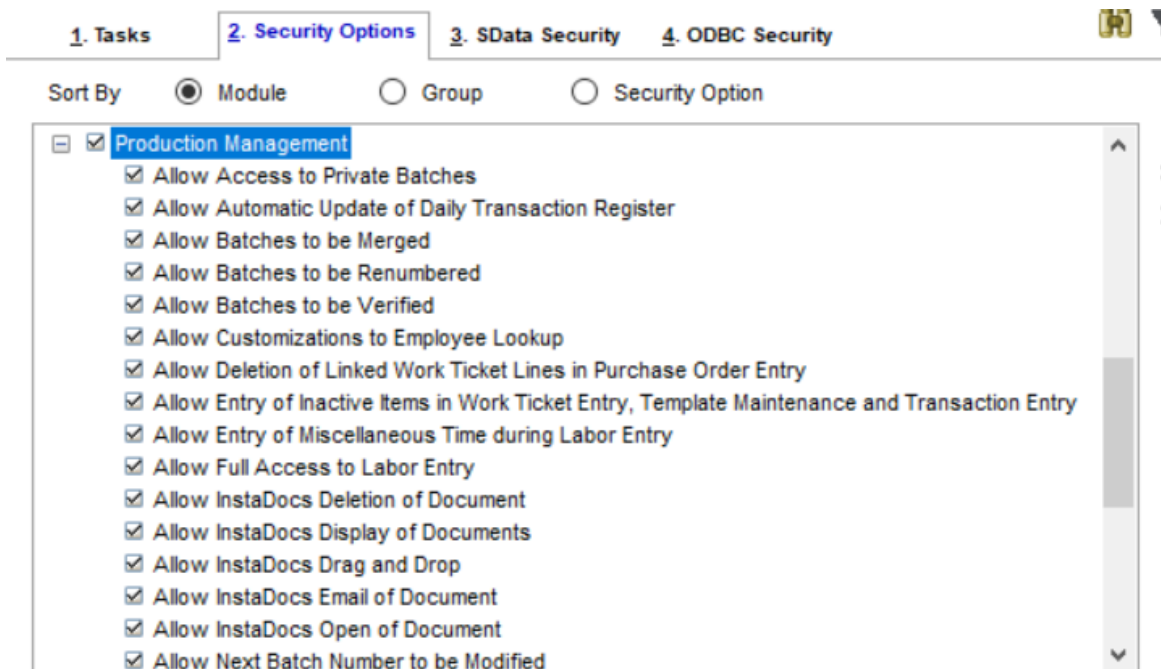 1. Tasks 2. Security Options 3. SData Security 4. ODBC Security
Sort By Module Group Security Option
Production Management
Allow Access to Private Batches
Allow Automatic Update of Daily Transaction Register
Allow Batches to be Merged
Allow Batches to be Renumbered
Allow Batches to be Verified
Allow Customizations to Employee Lookup
Allow Deletion of Linked Work Ticket Lines in Purchase Order Entry
Allow Entry of Inactive Items in Work Ticket Entry, Template Maintenance and Transaction Entry
Allow Entry of Miscellaneous Time during Labor Entry
Allow Full Access to Labor Entry
Allow InstaDocs Deletion of Document
Allow InstaDocs Display of Documents
Allow InstaDocs Drag and Drop
Allow InstaDocs Email of Document
Allow InstaDocs Open of Document
Allow Next Batch Number to be Modified